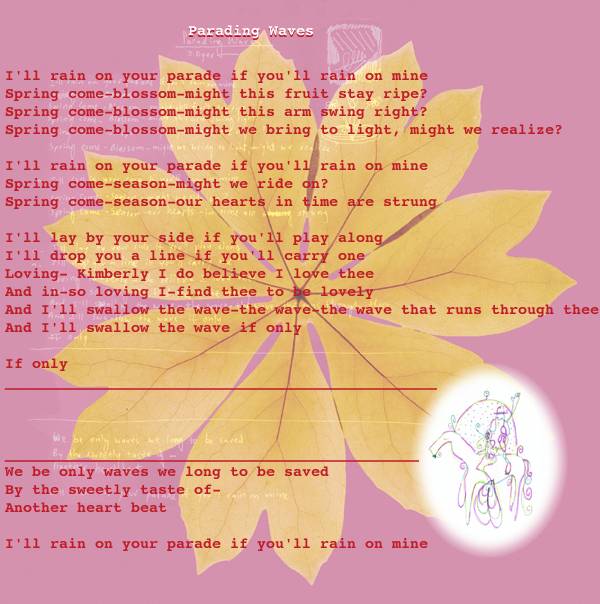 Parading Waves
I'll rain on your parade if you'll rain on mine
Spring come-blossom-might this fruit stay ripe?
Spring come-blossom-might this arm swing right?
Spring come-blossom-might we bring to light, might we realize?
I'll rain on your parade if you'll rain on mine
Spring come-season-might we ride on?
Spring come-season-our hearts in time are strung
I'll lay by your side if you'll play along
I'll drop you a line if you'll carry one
Loving- Kimberly I do believe I love thee
And in-so loving I-find thee to be lovely
And I'll swallow the wave-the wave-the wave that runs through thee
And I'll swallow the wave if only
If only
We be only waves we long to be saved
By the sweetly taste of-
Another heart beat
I'll rain on your parade if you'll rain on mine